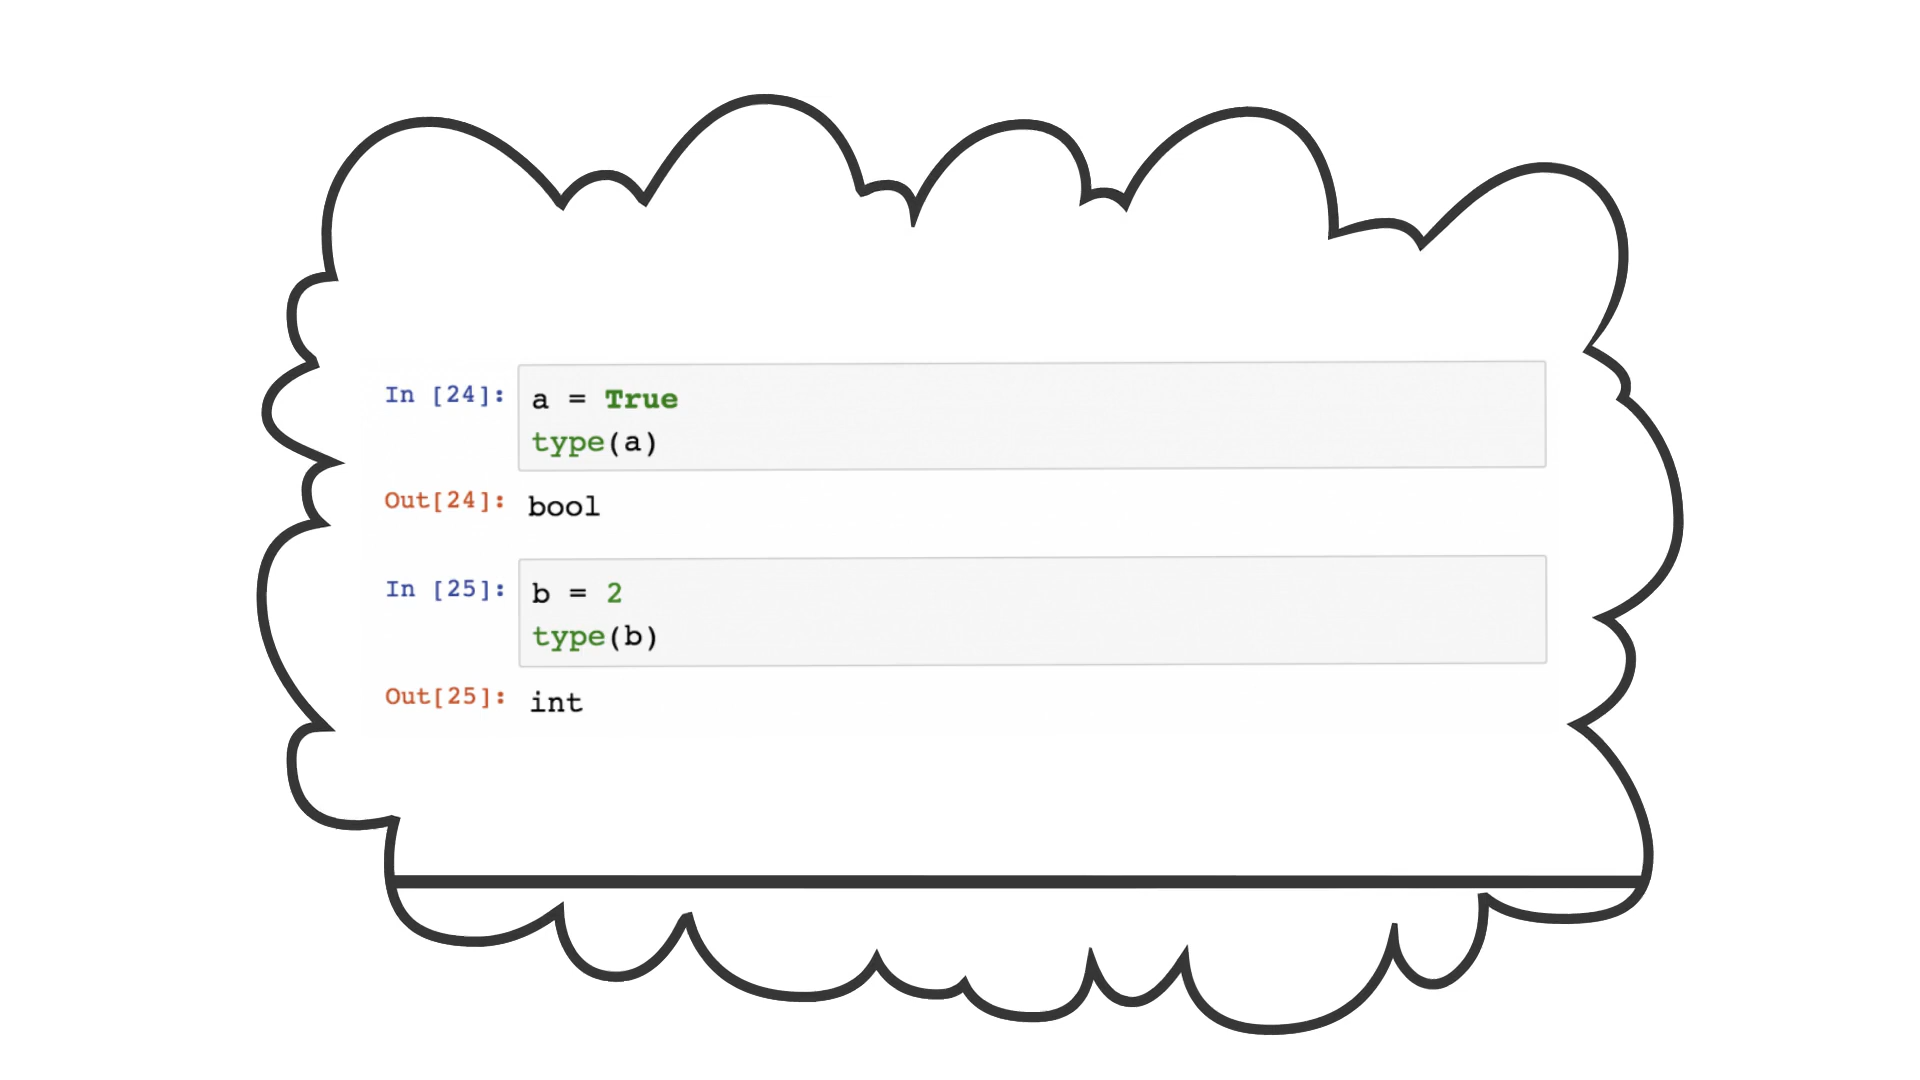 In [24]: a = True
type(a)
Out[24]: bool
In [25]: b = 2
type(b)
Out[25]: int